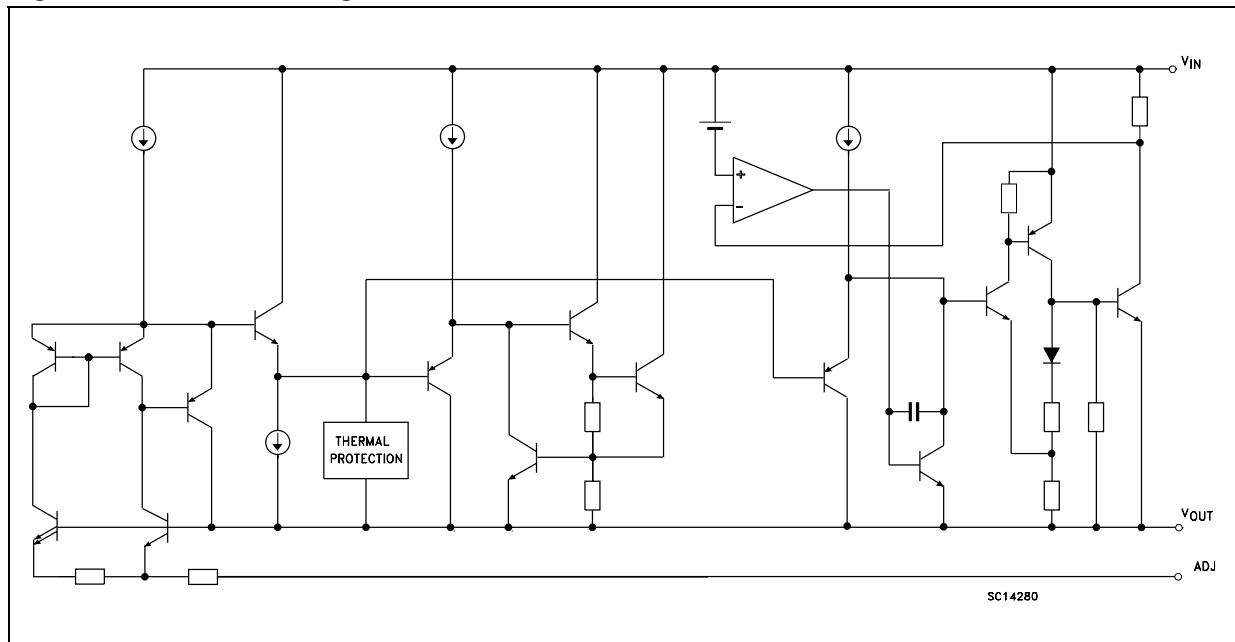 VIN
+
-
THERMAL
PROTECTION
VOUT
ADJ
SC14280